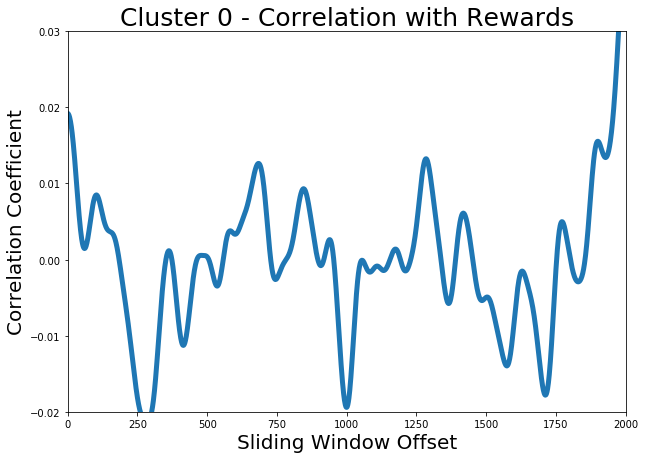 Cluster 0 - Correlation with Rewards
0.03
0.02
0.01
0.00
−0.01
−0.02
Correlation Coefficient
0 250 500 750 1000 1250 1500 1750 2000
Sliding Window Offset